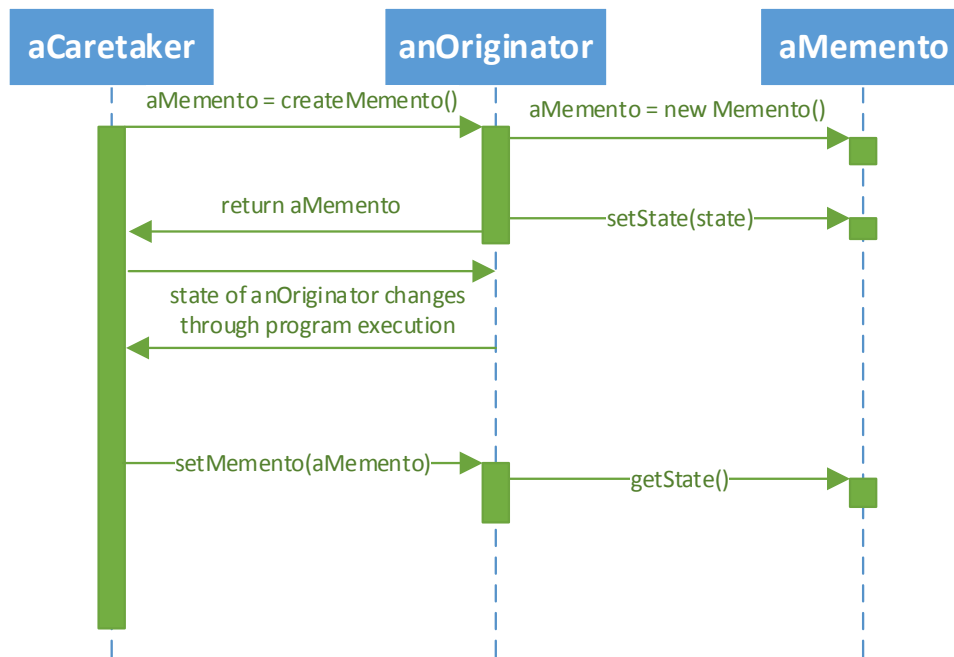 aCaretaker
anOriginator
aMemento
aMemento = createMemento()
aMemento = new Memento()
return aMemento
setState(state)
state of anOriginator changes
through program execution
setMemento(aMemento)
getState()